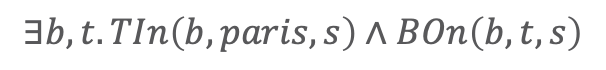 ∃b, t. TIn(b, paris, s) ∧ BOn(b, t, s)